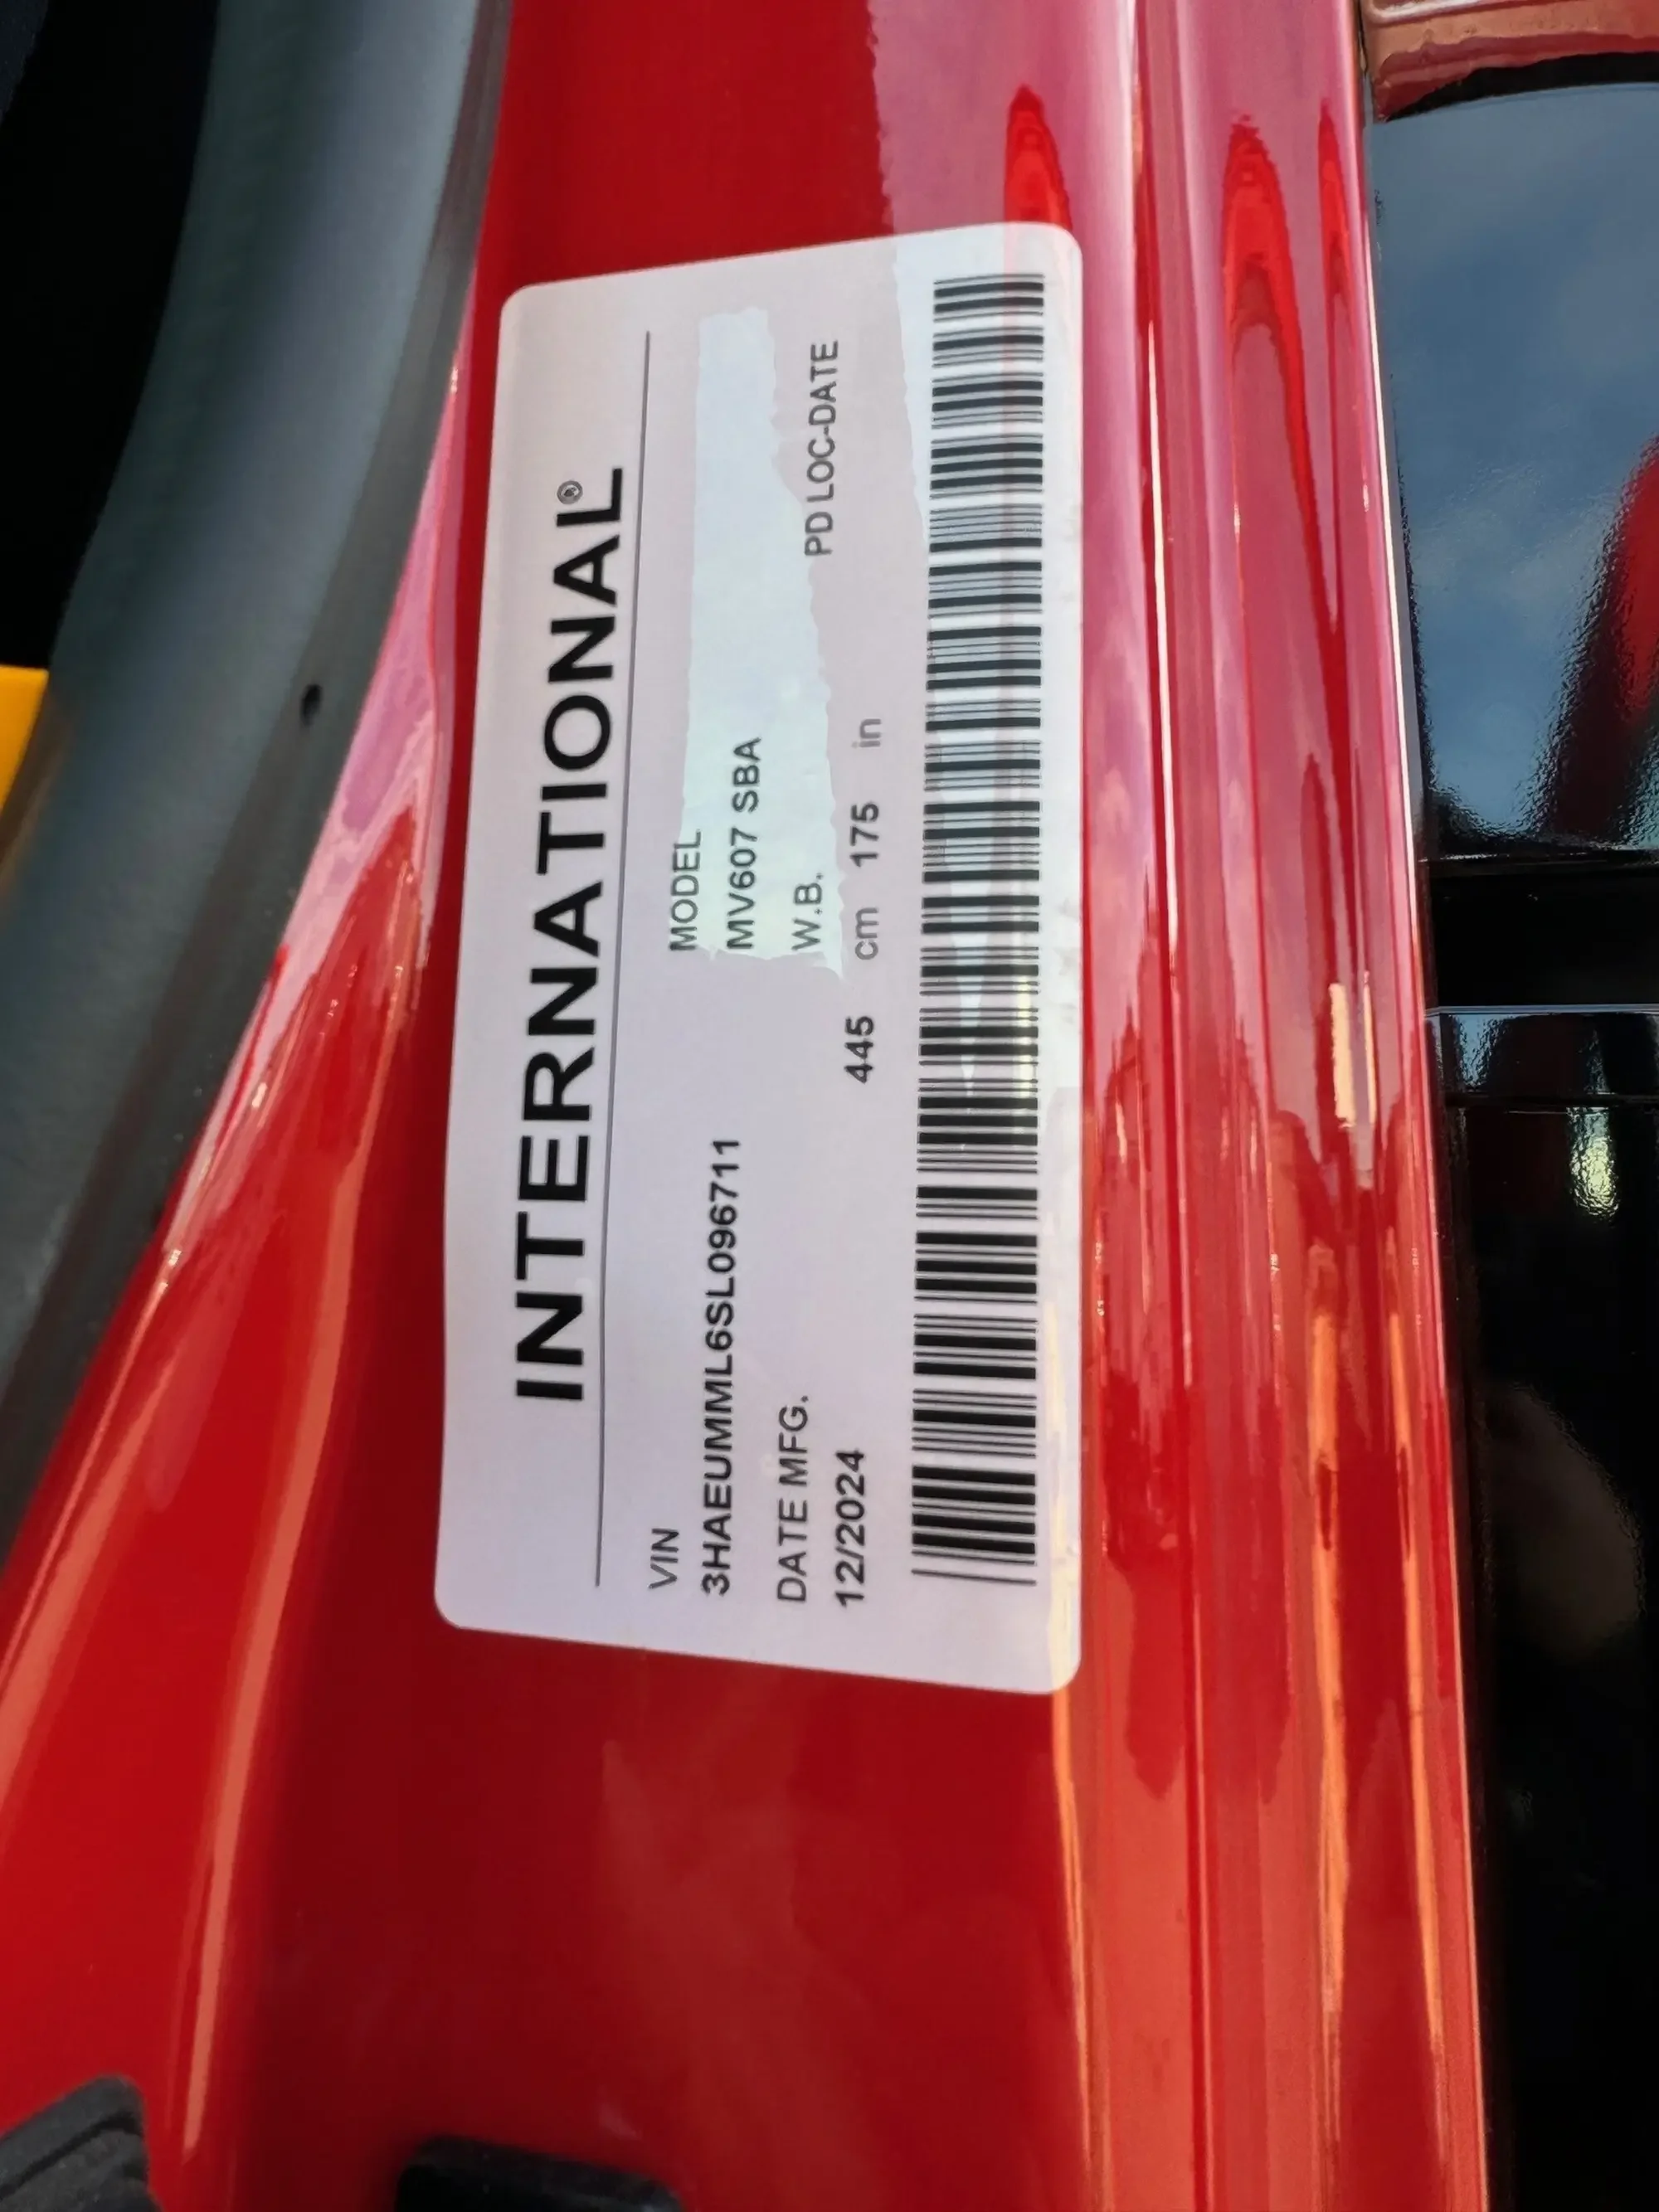 INTERNATIONAL®
VIN
3HAEUMML6SL096711
MODEL
MV607 SBA
DATE MFG.
12/2024
W.B.
445 cm 175 in
PD LOC-DATE